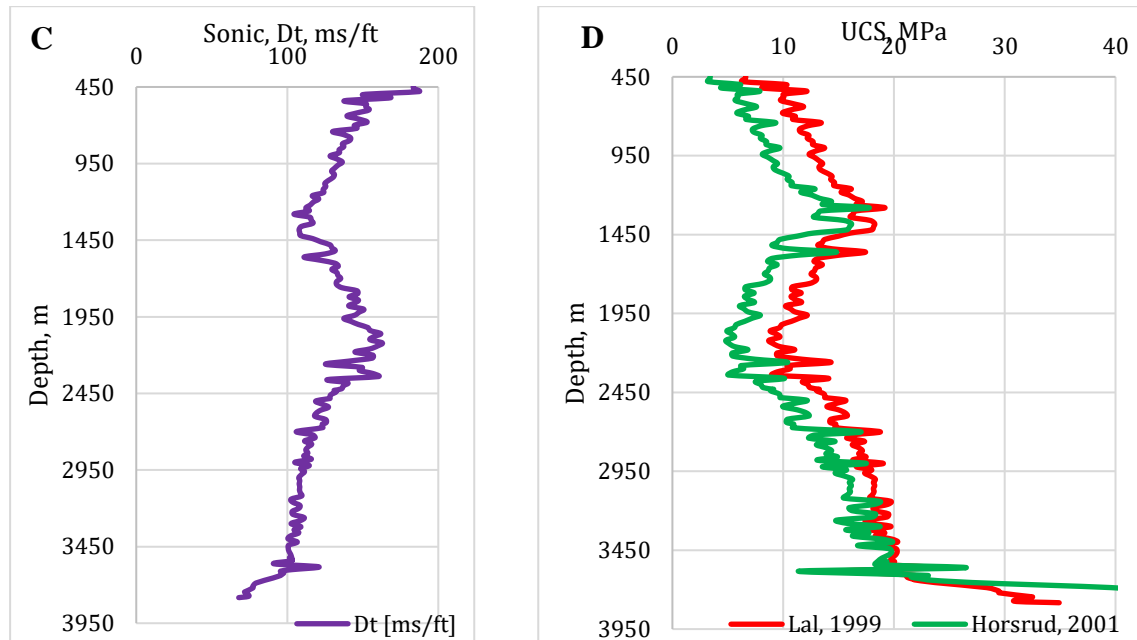 C
Sonic, Dt, ms/ft
0 100 200
450
950
1450
1950
2450
2950
3450
3950
Depth, m
Dt [ms/ft]
D
UCS, MPa
0 10 20 30 40
450
950
1450
1950
2450
2950
3450
3950
Depth, m
Lal, 1999
Horsrud, 2001